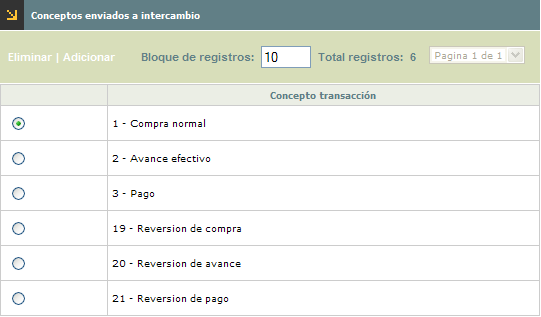 Conceptos enviados a intercambio
Eliminar | Adicionar Bloque de registros: 10 Total registros: 6 Pagina 1 de 1
Concepto transacción
1 - Compra normal
2 - Avance efectivo
3 - Pago
19 - Reversion de compra
20 - Reversion de avance
21 - Reversion de pago